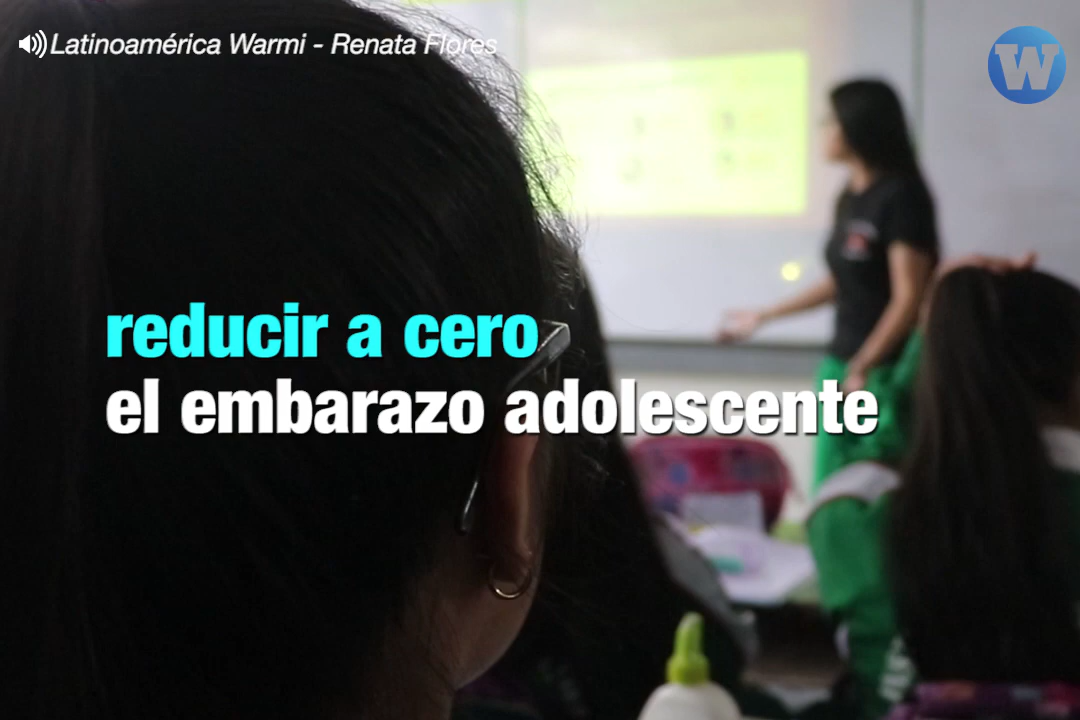 Latinoamérica Warmi - Renata Flores
W
reducir a cero
el embarazo adolescente